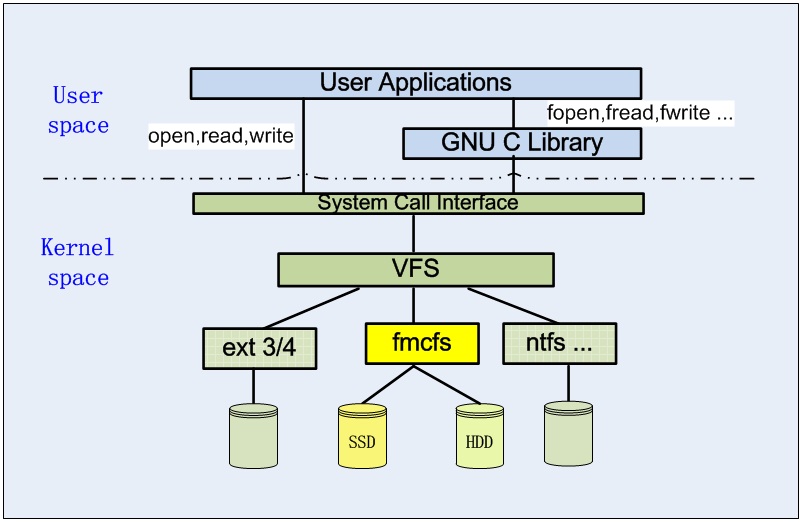 User Applications
User
space
open,read,write
fopen,fread,fwrite ...
GNU C Library
System Call Interface
Kernel
space
VFS
ext 3/4
fmcfs
ntfs ...
SSD
HDD